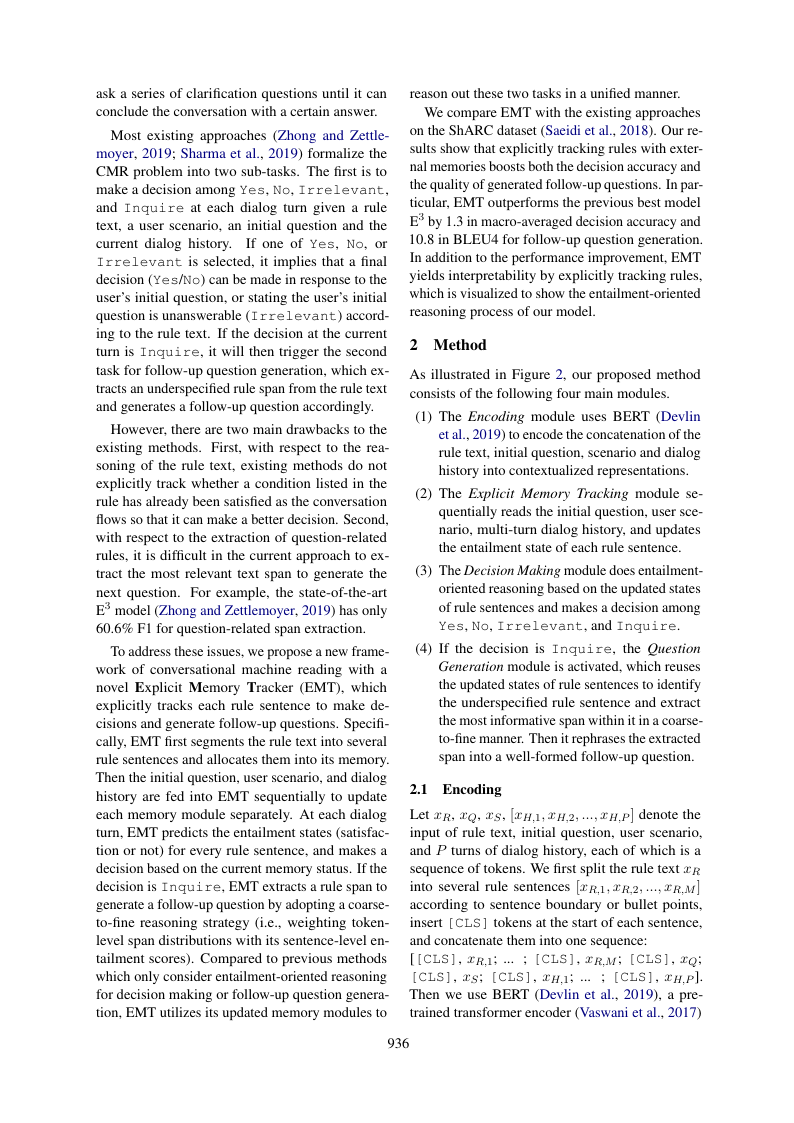 ask a series of clarification questions until it can
conclude the conversation with a certain answer.
Most existing approaches (Zhong and Zettle-
moyer, 2019; Sharma et al., 2019) formalize the
CMR problem into two sub-tasks. The first is to
make a decision among Yes, No, Irrelevant,
and Inquire at each dialog turn given a rule
text, a user scenario, an initial question and the
current dialog history. If one of Yes, No, or
Irrelevant is selected, it implies that a final
decision (Yes/No) can be made in response to the
user's initial question, or stating the user's initial
question is unanswerable (Irrelevant) accord-
ing to the rule text. If the decision at the current
turn is Inquire, it will then trigger the second
task for follow-up question generation, which ex-
tracts an underspecified rule span from the rule text
and generates a follow-up question accordingly.
However, there are two main drawbacks to the
existing methods. First, with respect to the rea-
soning of the rule text, existing methods do not
explicitly track whether a condition listed in the
rule has already been satisfied as the conversation
flows so that it can make a better decision. Second,
with respect to the extraction of question-related
rules, it is difficult in the current approach to ex-
tract the most relevant text span to generate the
next question. For example, the state-of-the-art
E³ model (Zhong and Zettlemoyer, 2019) has only
60.6% F1 for question-related span extraction.
To address these issues, we propose a new frame-
work of conversational machine reading with a
novel Explicit Memory Tracker (EMT), which
explicitly tracks each rule sentence to make de-
cisions and generate follow-up questions. Specifi-
cally, EMT first segments the rule text into several
rule sentences and allocates them into its memory.
Then the initial question, user scenario, and dialog
history are fed into EMT sequentially to update
each memory module separately. At each dialog
turn, EMT predicts the entailment states (satisfac-
tion or not) for every rule sentence, and makes a
decision based on the current memory status. If the
decision is Inquire, EMT extracts a rule span to
generate a follow-up question by adopting a coarse-
to-fine reasoning strategy (i.e., weighting token-
level span distributions with its sentence-level en-
tailment scores). Compared to previous methods
which only consider entailment-oriented reasoning
for decision making or follow-up question genera-
tion, EMT utilizes its updated memory modules to
reason out these two tasks in a unified manner.
We compare EMT with the existing approaches
on the ShARC dataset (Saeidi et al., 2018). Our re-
sults show that explicitly tracking rules with exter-
nal memories boosts both the decision accuracy and
the quality of generated follow-up questions. In par-
ticular, EMT outperforms the previous best model
E³ by 1.3 in macro-averaged decision accuracy and
10.8 in BLEU4 for follow-up question generation.
In addition to the performance improvement, EMT
yields interpretability by explicitly tracking rules,
which is visualized to show the entailment-oriented
reasoning process of our model.
2 Method
As illustrated in Figure 2, our proposed method
consists of the following four main modules.
(1) The Encoding module uses BERT (Devlin
et al., 2019) to encode the concatenation of the
rule text, initial question, scenario and dialog
history into contextualized representations.
(2) The Explicit Memory Tracking module se-
quentially reads the initial question, user sce-
nario, multi-turn dialog history, and updates
the entailment state of each rule sentence.
(3) The Decision Making module does entailment-
oriented reasoning based on the updated states
of rule sentences and makes a decision among
Yes, No, Irrelevant, and Inquire.
(4) If the decision is Inquire, the Question
Generation module is activated, which reuses
the updated states of rule sentences to identify
the underspecified rule sentence and extract
the most informative span within it in a coarse-
to-fine manner. Then it rephrases the extracted
span into a well-formed follow-up question.
2.1 Encoding
Let x_R, x_Q, x_S, [x_{H,1}, x_{H,2}, ..., x_{H,P}] denote the
input of rule text, initial question, user scenario,
and P turns of dialog history, each of which is a
sequence of tokens. We first split the rule text x_R
into several rule sentences [x_{R,1}, x_{R,2}, ..., x_{R,M}]
according to sentence boundary or bullet points,
insert [CLS] tokens at the start of each sentence,
and concatenate them into one sequence:
[[CLS], x_{R,1}; ... ; [CLS], x_{R,M}; [CLS], x_Q;
[CLS], x_S; [CLS], x_{H,1}; ... ; [CLS], x_{H,P}].
Then we use BERT (Devlin et al., 2019), a pre-
trained transformer encoder (Vaswani et al., 2017)
936